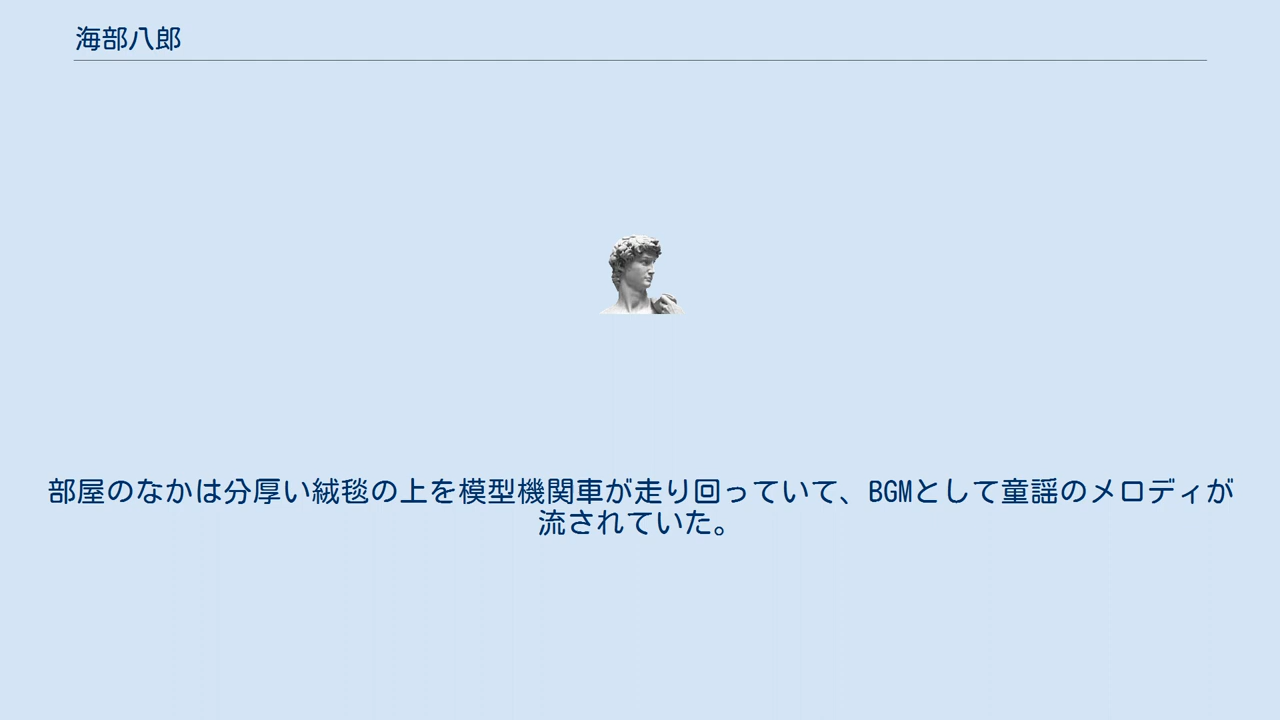 海部八郎
部屋のなかは分厚い絨毯の上を模型機関車が走り回っていて、BGMとして童謡のメロディが
流されていた。